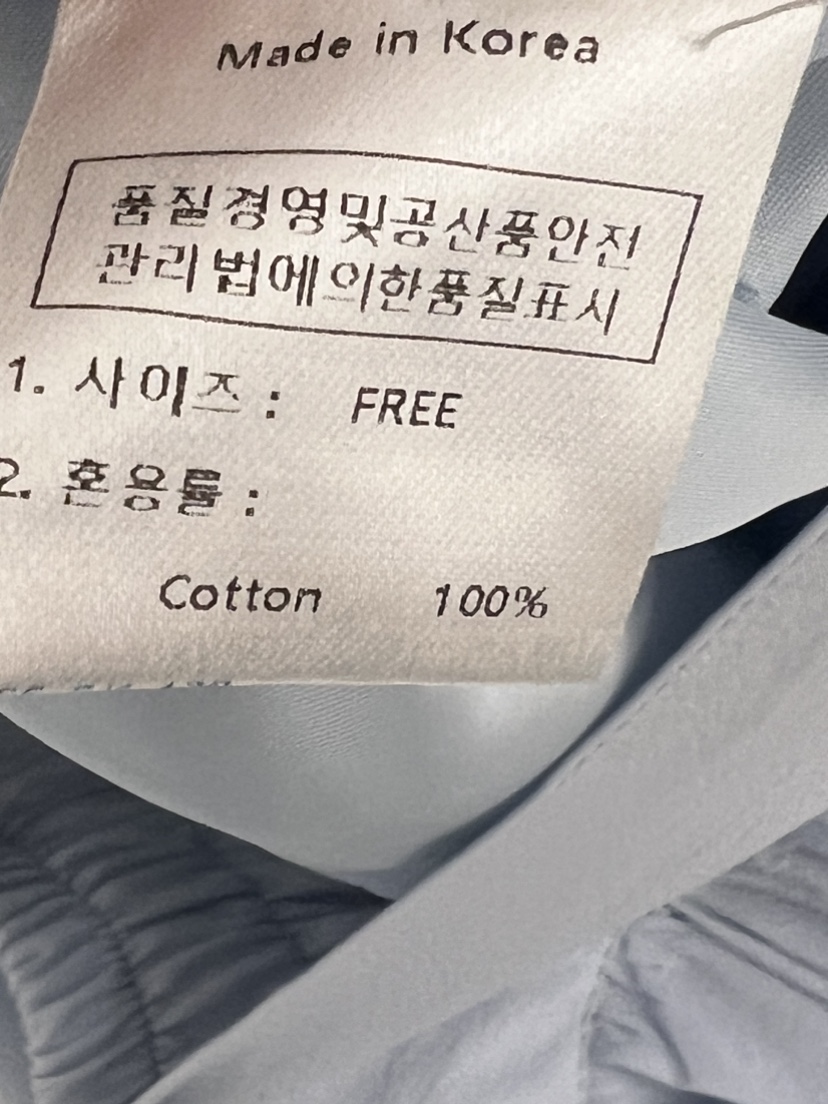 Made in Korea
품질경영및공산품안전
관리법에의한품질표시
1. 사이즈 : FREE
2. 혼용률 :
Cotton 100%